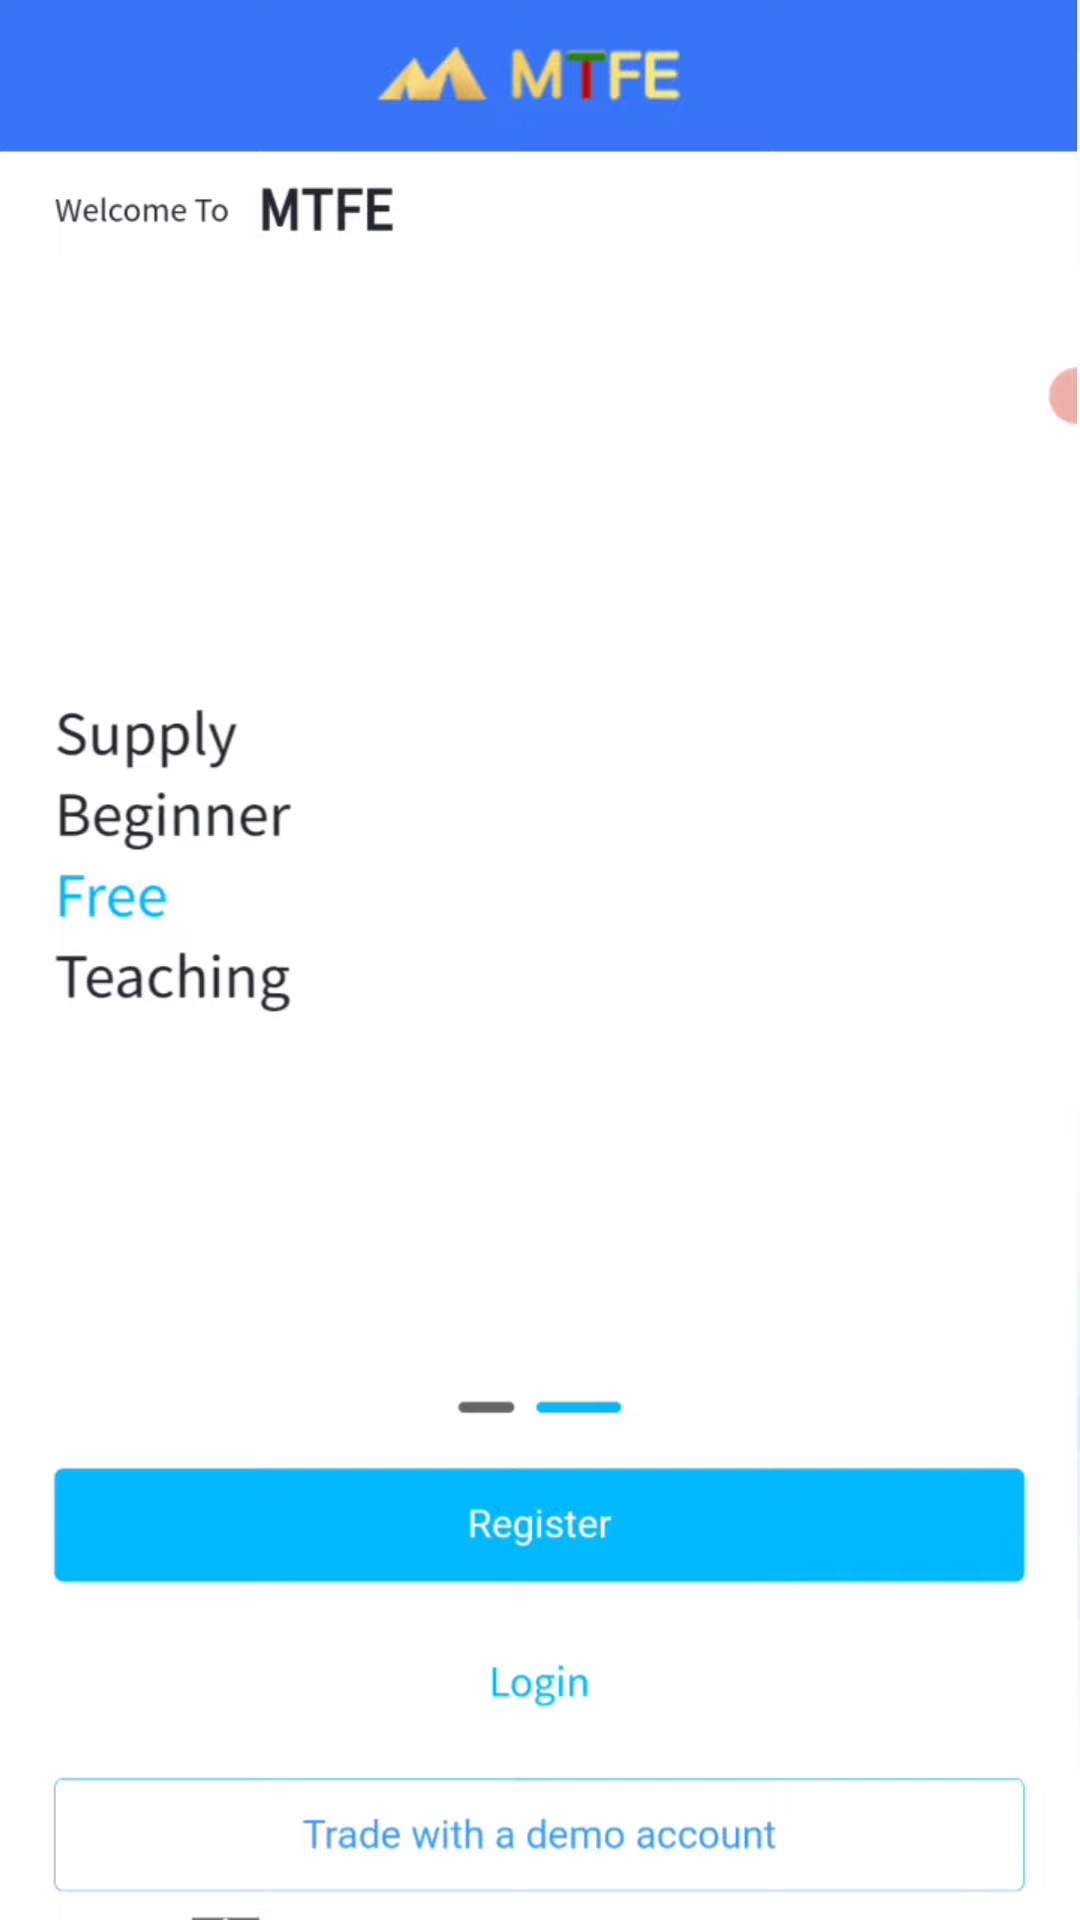 MTFE
Welcome To MTFE
Supply
Beginner
Free
Teaching
Register
Login
Trade with a demo account